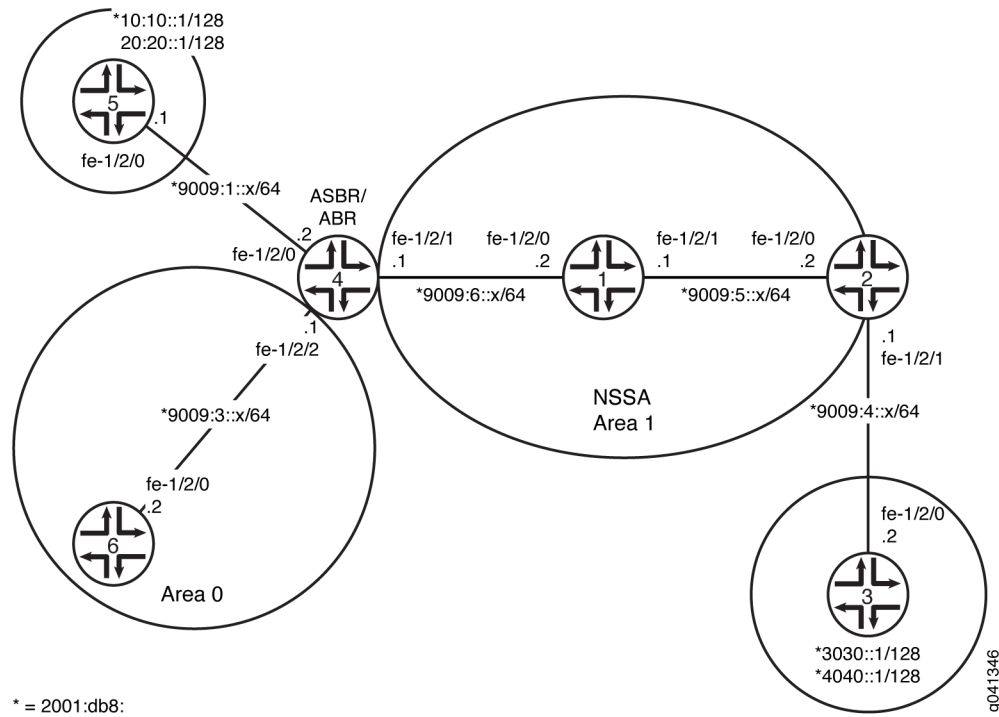 *10:10::1/128
20:20::1/128
5
.1
fe-1/2/0
*9009:1::x/64
ASBR/
ABR
.2
fe-1/2/0
4
fe-1/2/1
.1
fe-1/2/0
.2
*9009:6::x/64
1
fe-1/2/1
.1
fe-1/2/0
.2
*9009:5::x/64
2
.1
fe-1/2/2
.1
fe-1/2/1
NSSA
Area 1
*9009:3::x/64
*9009:4::x/64
fe-1/2/0
.2
6
Area 0
fe-1/2/0
.2
3
*3030::1/128
*4040::1/128
* = 2001:db8:
g041346